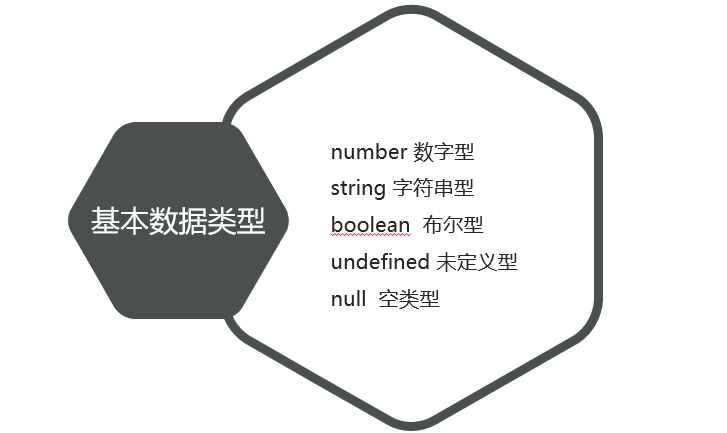 基本数据类型
number 数字型
string 字符串型
boolean  布尔型
undefined 未定义型
null  空类型